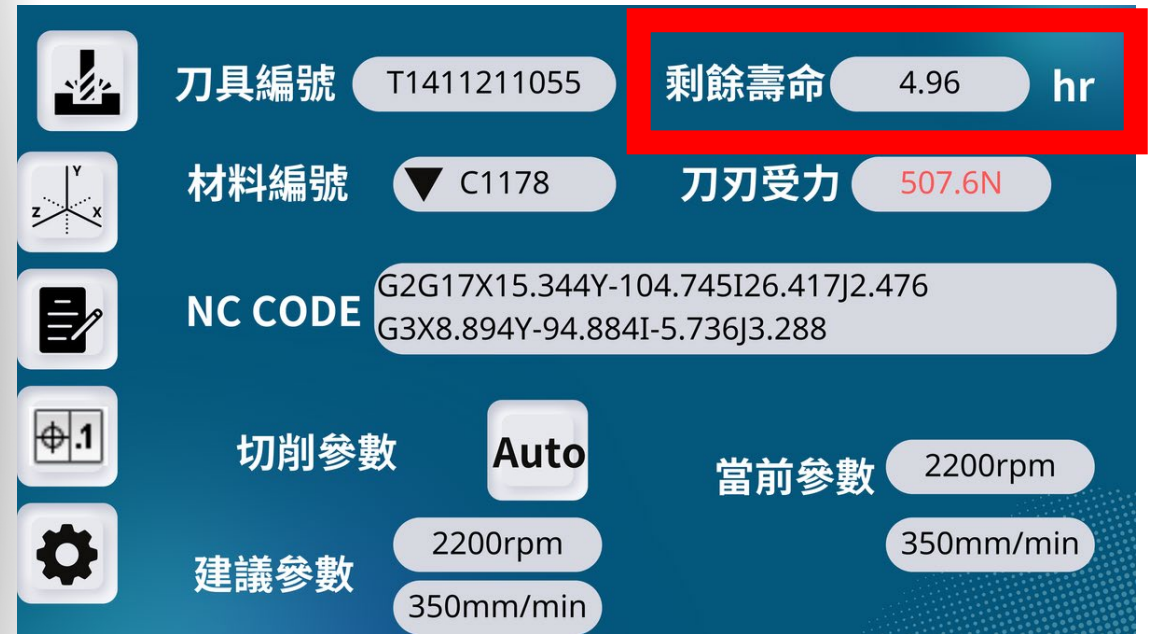 刀具編號 T1411211055 剩餘壽命 4.96 hr
材料編號 ▼ C1178 刀刃受力 507.6N
Y
Z X
NC CODE G2G17X15.344Y-104.745I26.417J2.476
G3X8.894Y-94.884I-5.736J3.288
.1
切削參數 Auto
當前參數 2200rpm
350mm/min
建議參數 2200rpm
350mm/min